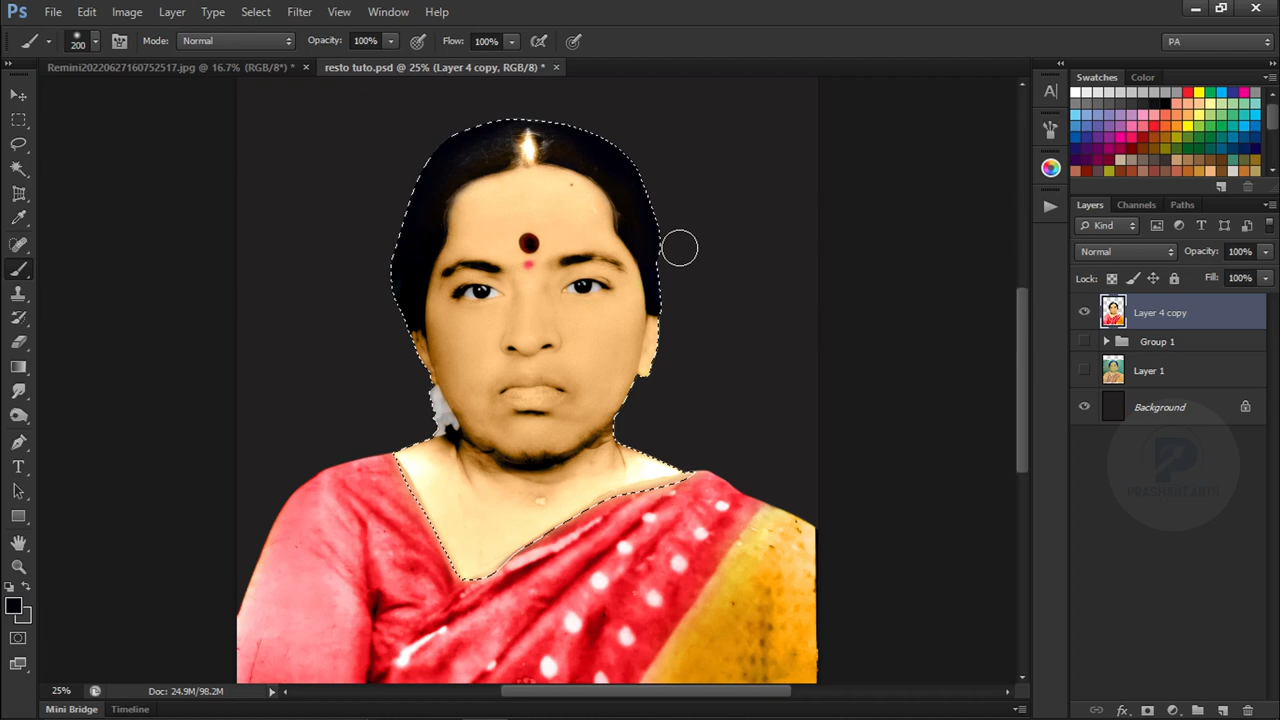 Ps File Edit Image Layer Type Select Filter View Window Help
200 Mode: Normal Opacity: 100% Flow: 100% PA
Remini20220627160752517.jpg @ 16.7% (RGB/8*) * × resto tuto.psd @ 25% (Layer 4 copy, RGB/8) * ×
Swatches Color
Layers Channels Paths
Kind
Normal Opacity: 100%
Lock: Fill: 100%
Layer 4 copy
Group 1
Layer 1
Background
PRASHANT ARTS
25% Doc: 24.9M/98.2M
Mini Bridge Timeline